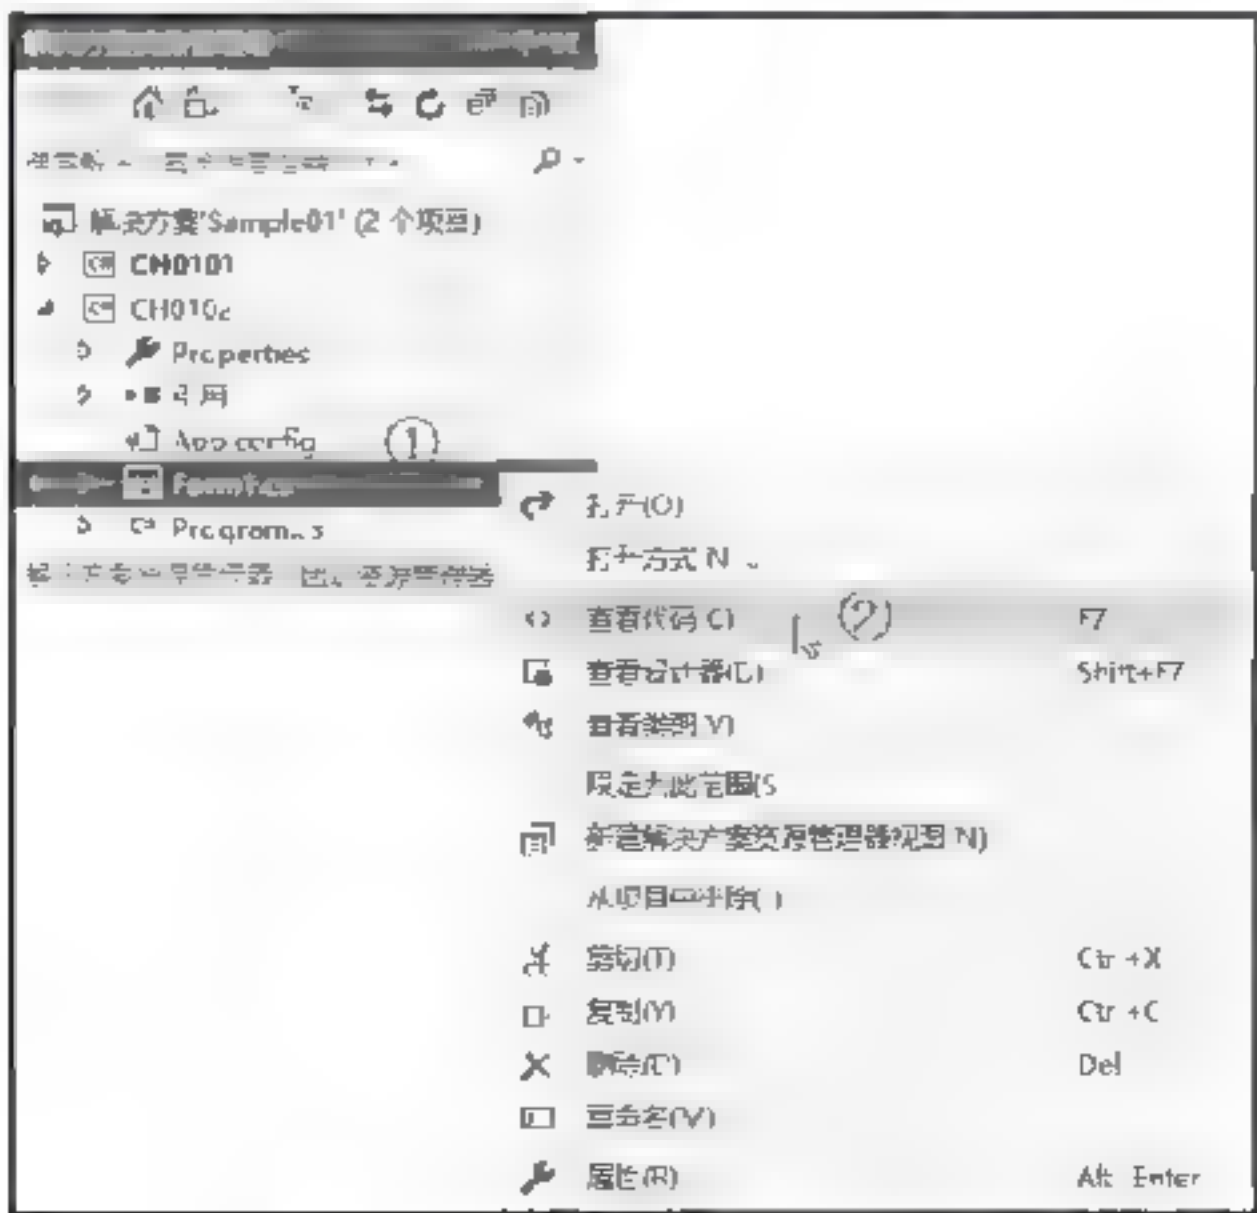 解决方案'Sample01' (2 个项目)
CH0101
CH0102
Properties
引用
App.config
①
Program.cs
打开(O)
打开方式(N)...
查看代码(C)
②
F7
查看设计器(D)
Shift+F7
查看类图(V)
限定为此范围(S)
新建解决方案资源管理器视图(N)
从项目中排除(J)
剪切(T)
Ctrl+X
复制(Y)
Ctrl+C
删除(D)
Del
重命名(M)
属性(R)
Alt+Enter